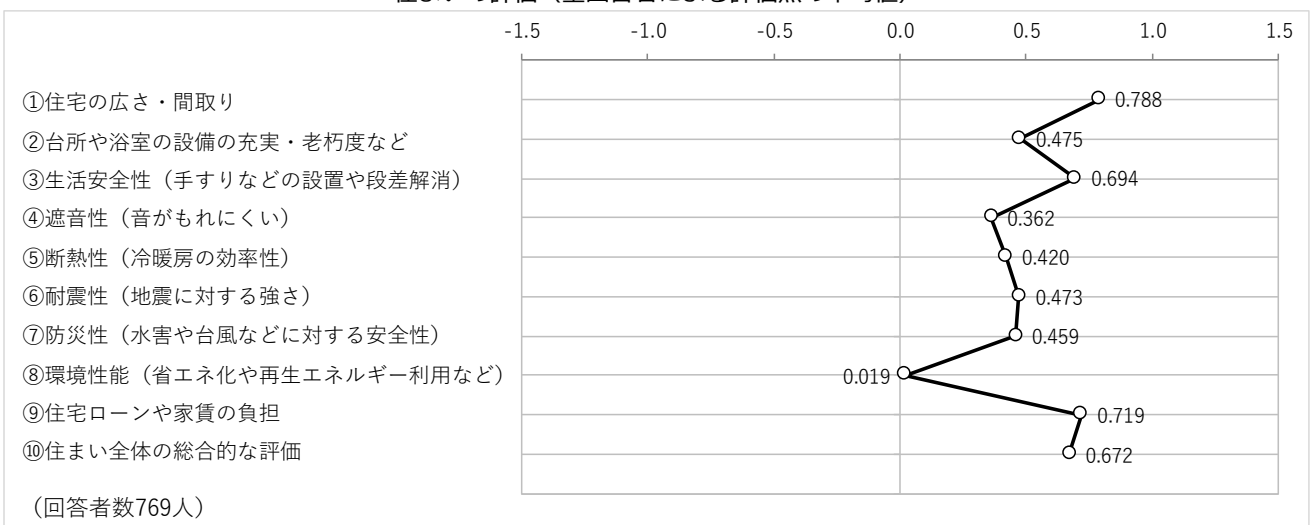 -1.5 -1.0 -0.5 0.0 0.5 1.0 1.5
①住宅の広さ・間取り 0.788
②台所や浴室の設備の充実・老朽度など 0.475
③生活安全性（手すりなどの設置や段差解消） 0.694
④遮音性（音がもれにくい） 0.362
⑤断熱性（冷暖房の効率性） 0.420
⑥耐震性（地震に対する強さ） 0.473
⑦防災性（水害や台風などに対する安全性） 0.459
⑧環境性能（省エネ化や再生エネルギー利用など） 0.019
⑨住宅ローンや家賃の負担 0.719
⑩住まい全体の総合的な評価 0.672
（回答者数769人）